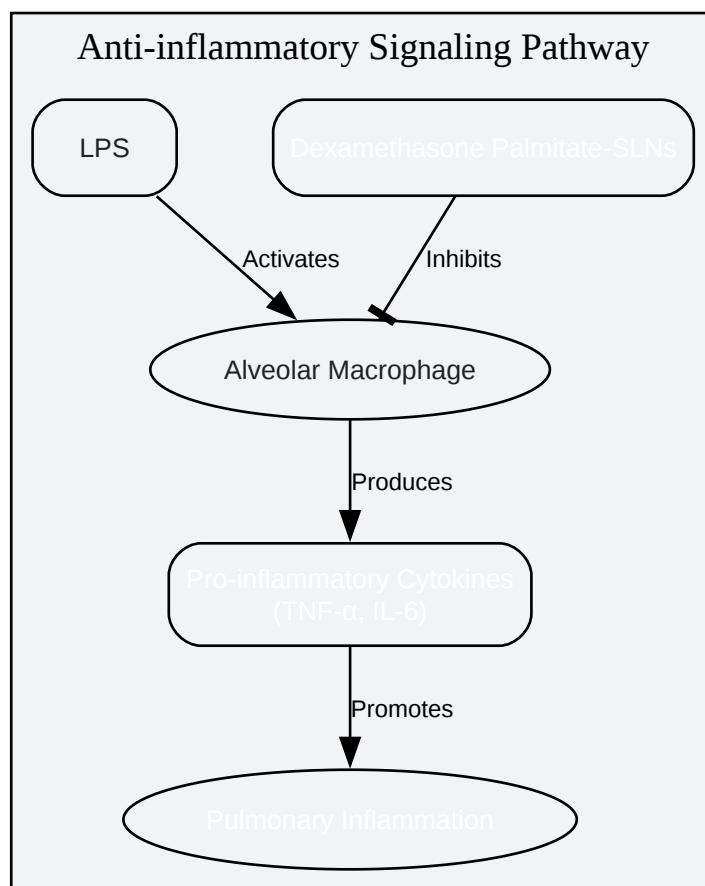 Anti-inflammatory Signaling Pathway
LPS
Dexamethasone Palmitate-SLNs
Activates
Inhibits
Alveolar Macrophage
Produces
Pro-inflammatory Cytokines
(TNF-α, IL-6)
Promotes
Pulmonary Inflammation